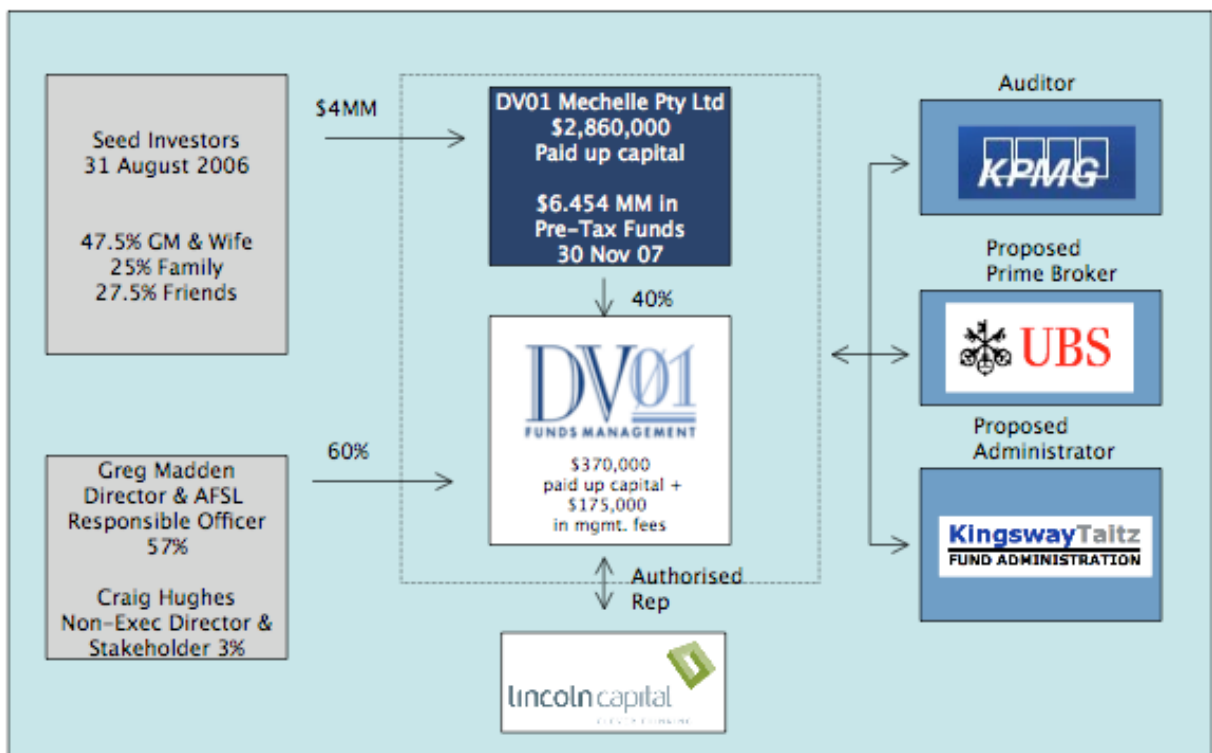 Seed Investors
31 August 2006
47.5% GM & Wife
25% Family
27.5% Friends
$4MM
DV01 Mechelle Pty Ltd
$2,860,000
Paid up capital
$6.454 MM in
Pre-Tax Funds
30 Nov 07
40%
Greg Madden
Director & AFSL
Responsible Officer
57%
Craig Hughes
Non-Exec Director &
Stakeholder 3%
60%
DV01
FUNDS MANAGEMENT
$370,000
paid up capital +
$175,000
in mgmt. fees
Authorised
Rep
lincoln capital
Auditor
KPMG
Proposed
Prime Broker
UBS
Proposed
Administrator
KingswayTaitz
FUND ADMINISTRATION